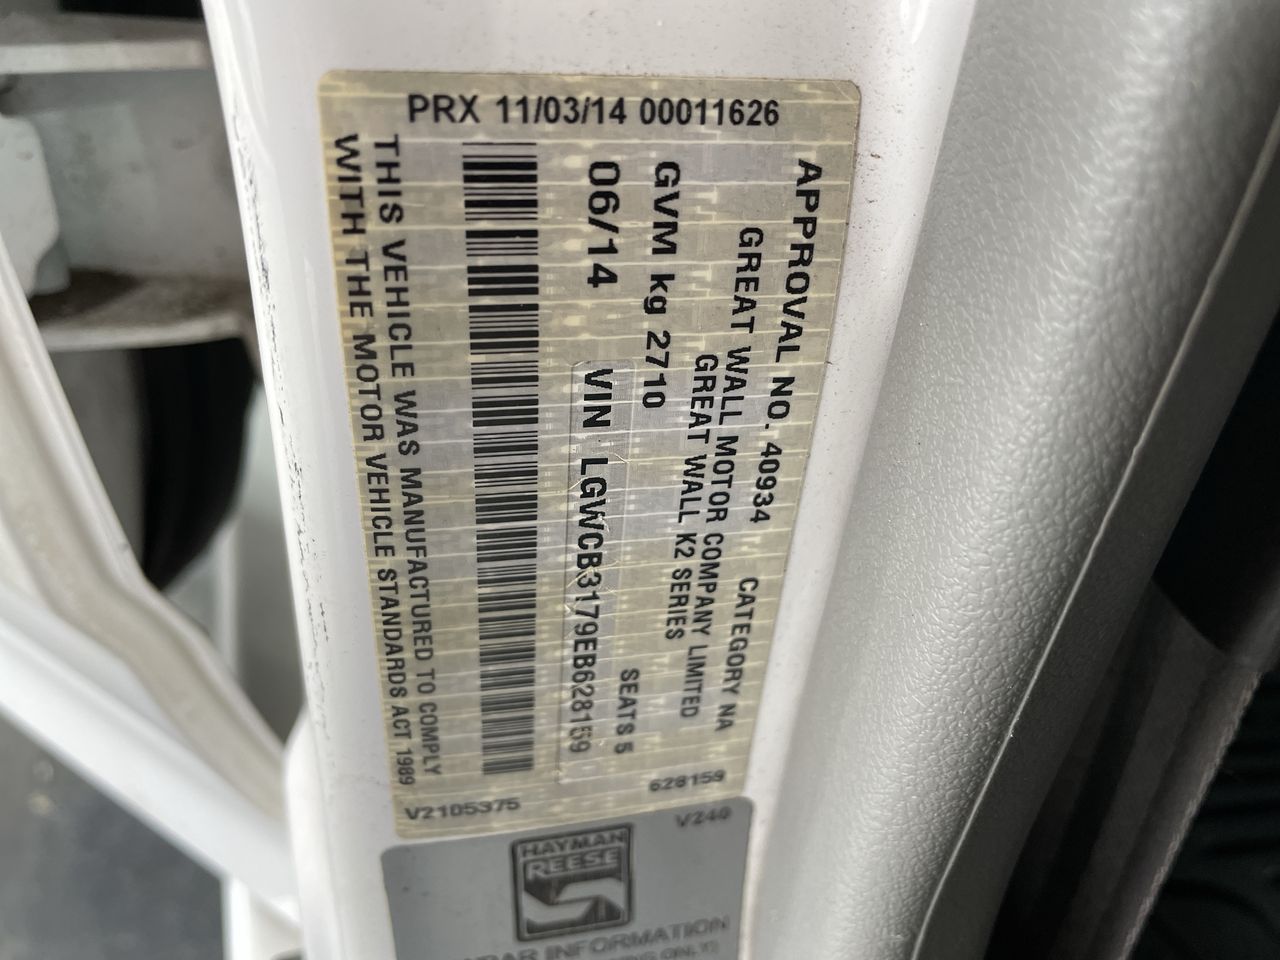 PRX 11/03/14 00011626
APPROVAL NO. 40934 CATEGORY NA
GREAT WALL MOTOR COMPANY LIMITED
GREAT WALL K2 SERIES
GVM kg 2710 SEATS 5
06/14 VIN LGWCB3179EB628159
THIS VEHICLE WAS MANUFACTURED TO COMPLY
WITH THE MOTOR VEHICLE STANDARDS ACT 1989
628159
V2105375
V240
HAYMAN
REESE
INFORMATION
ONLY)